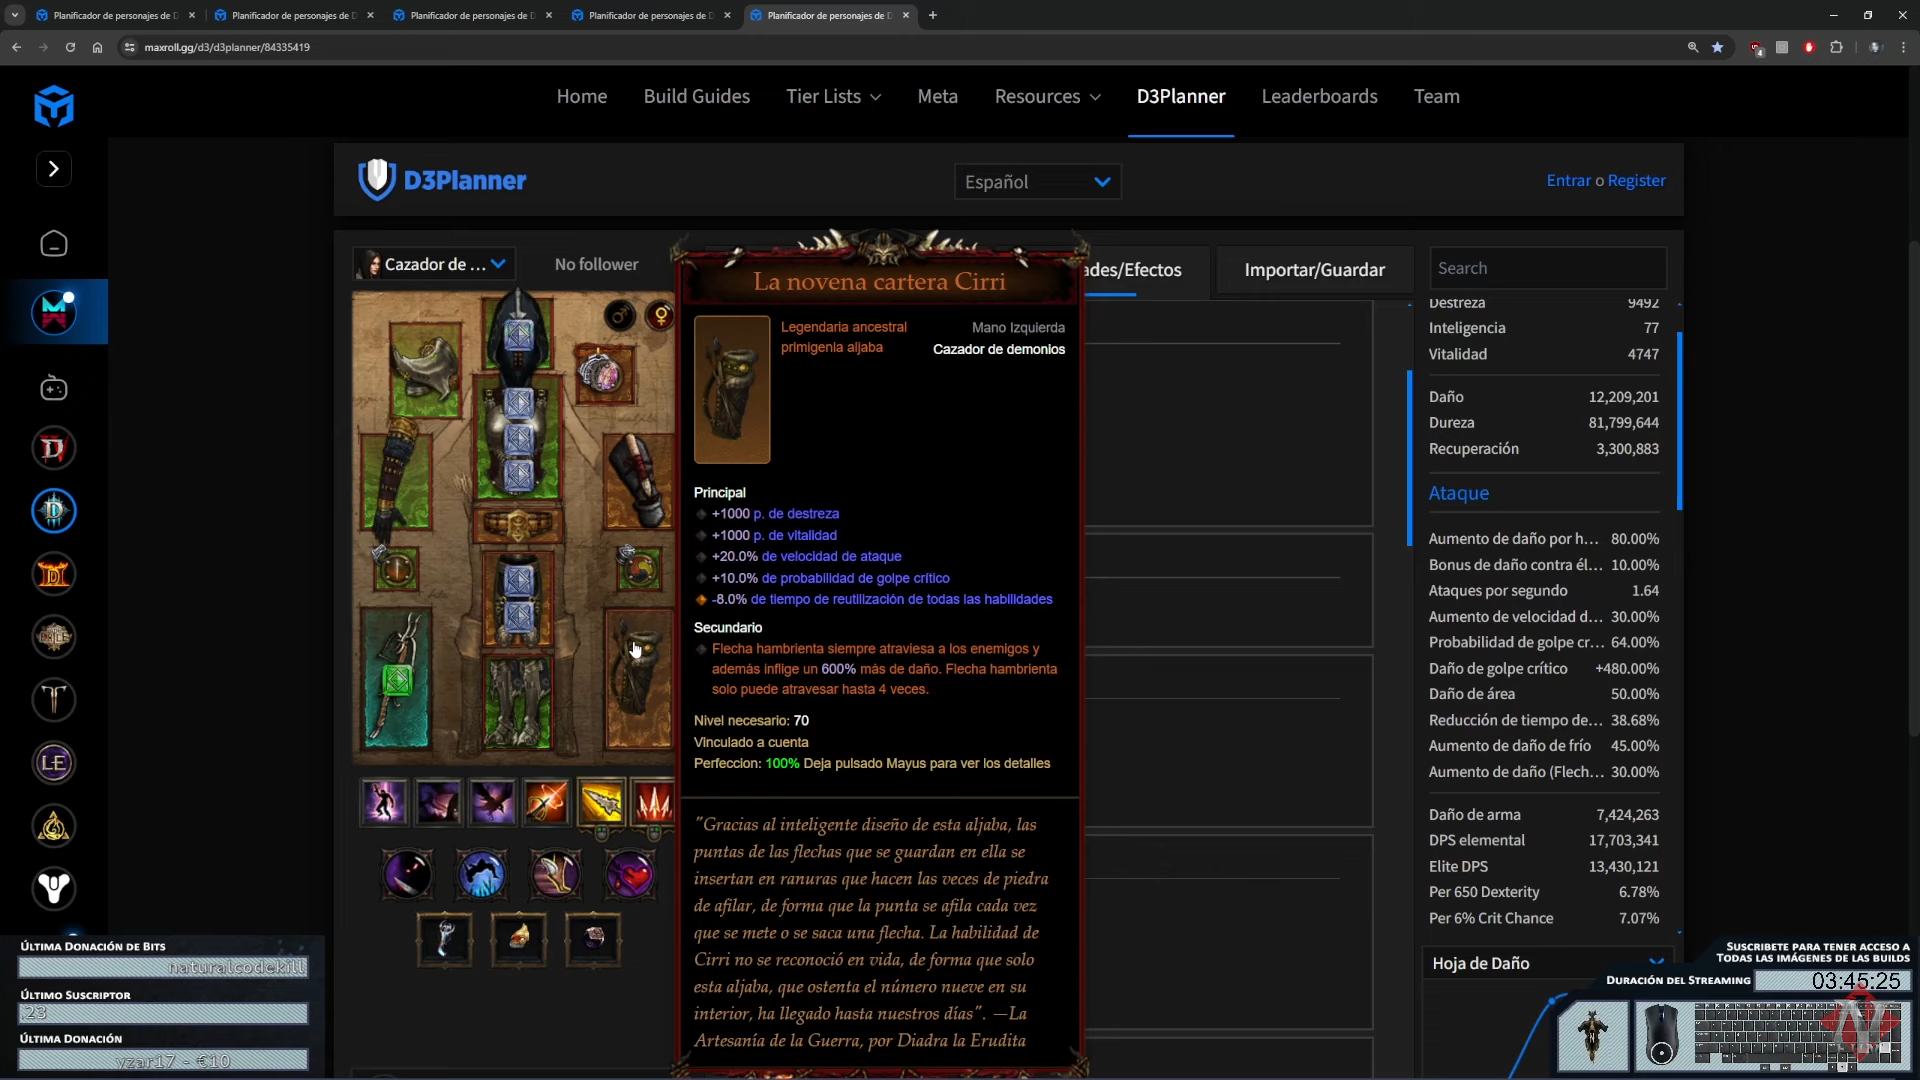 Planificador de personajes de D
Planificador de personajes de D
Planificador de personajes de D
Planificador de personajes de D
Planificador de personajes de D
maxroll.gg/d3/d3planner/84335419
Home Build Guides Tier Lists Meta Resources D3Planner Leaderboards Team
D3Planner
Español
Entrar o Register
Cazador de ...
No follower
ades/Efectos
Importar/Guardar
Search
La novena cartera Cirri
Legendaria ancestral
primigenia aljaba
Mano Izquierda
Cazador de demonios
Principal
+1000 p. de destreza
+1000 p. de vitalidad
+20.0% de velocidad de ataque
+10.0% de probabilidad de golpe crítico
-8.0% de tiempo de reutilización de todas las habilidades
Secundario
Flecha hambrienta siempre atraviesa a los enemigos y
además inflige un 600% más de daño. Flecha hambrienta
solo puede atravesar hasta 4 veces.
Nivel necesario: 70
Vinculado a cuenta
Perfeccion: 100% Deja pulsado Mayus para ver los detalles
"Gracias al inteligente diseño de esta aljaba, las
puntas de las flechas que se guardan en ella se
insertan en ranuras que hacen las veces de piedra
de afilar, de forma que la punta se afila cada vez
que se mete o se saca una flecha. La habilidad de
Cirri no se reconoció en vida, de forma que solo
esta aljaba, que ostenta el número nueve en su
interior, ha llegado hasta nuestros días". —La
Artesanía de la Guerra, por Diadra la Erudita
Destreza 9492
Inteligencia 77
Vitalidad 4747
Daño 12,209,201
Dureza 81,799,644
Recuperación 3,300,883
Ataque
Aumento de daño por h... 80.00%
Bonus de daño contra él... 10.00%
Ataques por segundo 1.64
Aumento de velocidad d... 30.00%
Probabilidad de golpe cr... 64.00%
Daño de golpe crítico +480.00%
Daño de área 50.00%
Reducción de tiempo de... 38.68%
Aumento de daño de frío 45.00%
Aumento de daño (Flech... 30.00%
Daño de arma 7,424,263
DPS elemental 17,703,341
Elite DPS 13,430,121
Per 650 Dexterity 6.78%
Per 6% Crit Chance 7.07%
Hoja de Daño
LE
Última Donación de Bits
naturalcodekill
Último Suscriptor
23
Última Donación
yzar17 - €10
Suscribete para tener acceso a
todas las imágenes de las builds
Duración del Streaming 03:45:25